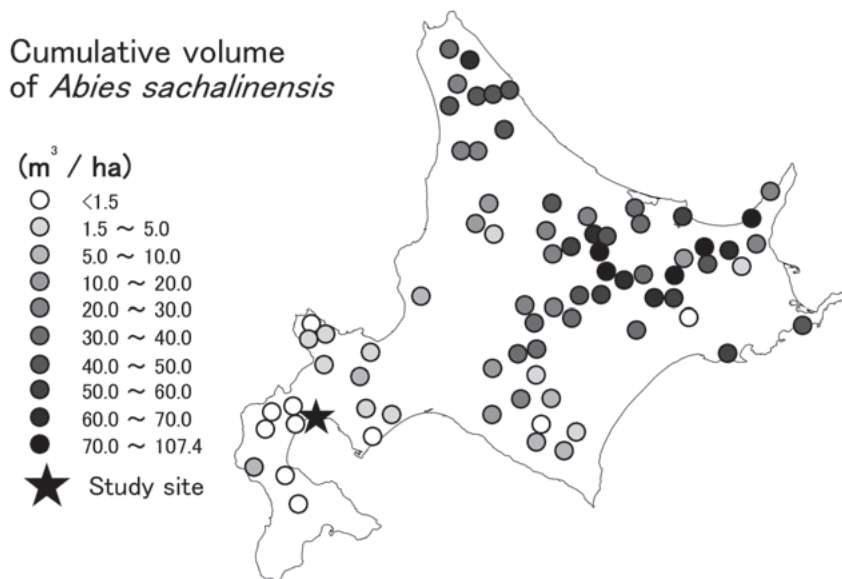 Cumulative volume
of Abies sachalinensis
(m³ / ha)
<1.5
1.5 ~ 5.0
5.0 ~ 10.0
10.0 ~ 20.0
20.0 ~ 30.0
30.0 ~ 40.0
40.0 ~ 50.0
50.0 ~ 60.0
60.0 ~ 70.0
70.0 ~ 107.4
Study site